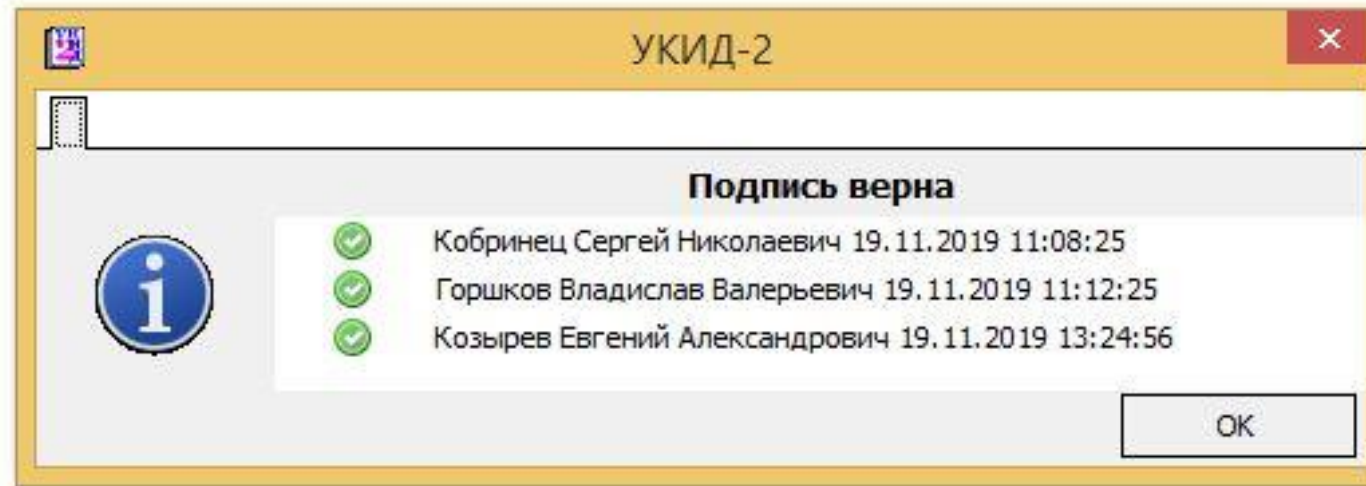 УКИД-2
Подпись верна
Кобринец Сергей Николаевич 19.11.2019 11:08:25
Горшков Владислав Валерьевич 19.11.2019 11:12:25
Козырев Евгений Александрович 19.11.2019 13:24:56
OK